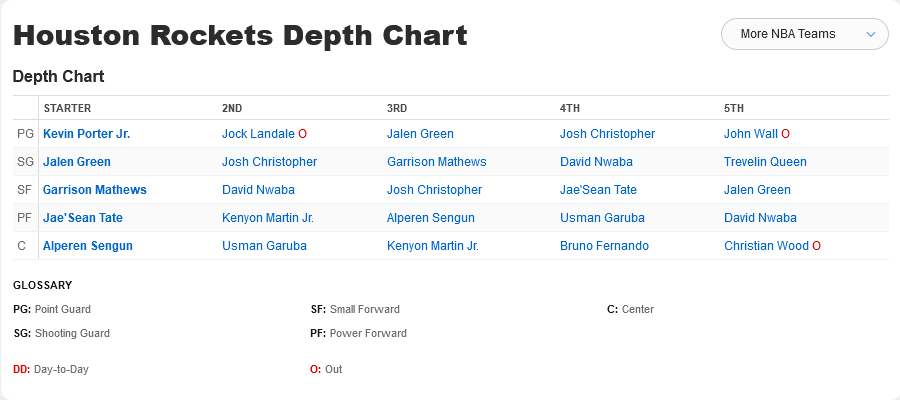 Houston Rockets Depth Chart
More NBA Teams
Depth Chart
STARTER 2ND 3RD 4TH 5TH
PG Kevin Porter Jr. Jock Landale O Jalen Green Josh Christopher John Wall O
SG Jalen Green Josh Christopher Garrison Mathews David Nwaba Trevelin Queen
SF Garrison Mathews David Nwaba Josh Christopher Jae'Sean Tate Jalen Green
PF Jae'Sean Tate Kenyon Martin Jr. Alperen Sengun Usman Garuba David Nwaba
C Alperen Sengun Usman Garuba Kenyon Martin Jr. Bruno Fernando Christian Wood O
GLOSSARY
PG: Point Guard SF: Small Forward C: Center
SG: Shooting Guard PF: Power Forward
DD: Day-to-Day O: Out